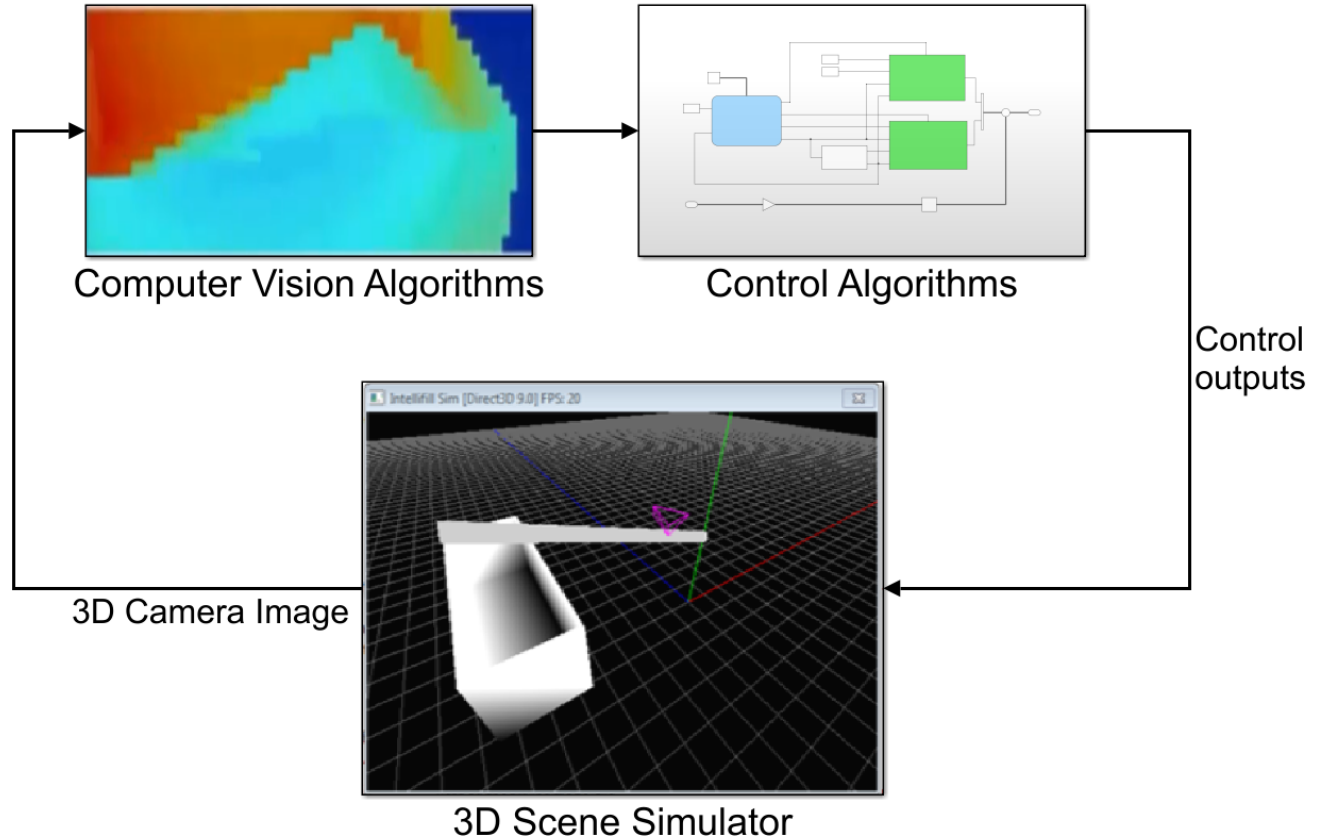 Computer Vision Algorithms
Control Algorithms
Control
outputs
Intellifill Sim [Direct3D 9.0] FPS: 20
3D Camera Image
3D Scene Simulator